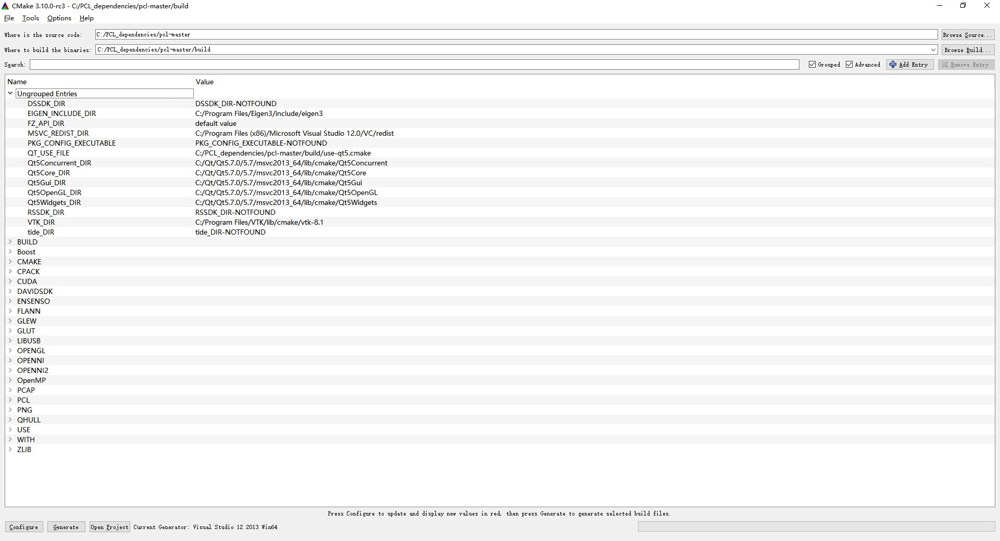 CMake 3.10.0-rc3 - C:/PCL_dependencies/pcl-master/build
File Tools Options Help
Where is the source code: C:/PCL_dependencies/pcl-master Browse Source...
Where to build the binaries: C:/PCL_dependencies/pcl-master/build Browse Build...
Search: Grouped Advanced Add Entry Remove Entry
Name Value
Ungrouped Entries
DSSDK_DIR DSSDK_DIR-NOTFOUND
EIGEN_INCLUDE_DIR C:/Program Files/Eigen3/include/eigen3
FZ_API_DIR default value
MSVC_REDIST_DIR C:/Program Files (x86)/Microsoft Visual Studio 12.0/VC/redist
PKG_CONFIG_EXECUTABLE PKG_CONFIG_EXECUTABLE-NOTFOUND
QT_USE_FILE C:/PCL_dependencies/pcl-master/build/use-qt5.cmake
Qt5Concurrent_DIR C:/Qt/Qt5.7.0/5.7/msvc2013_64/lib/cmake/Qt5Concurrent
Qt5Core_DIR C:/Qt/Qt5.7.0/5.7/msvc2013_64/lib/cmake/Qt5Core
Qt5Gui_DIR C:/Qt/Qt5.7.0/5.7/msvc2013_64/lib/cmake/Qt5Gui
Qt5OpenGL_DIR C:/Qt/Qt5.7.0/5.7/msvc2013_64/lib/cmake/Qt5OpenGL
Qt5Widgets_DIR C:/Qt/Qt5.7.0/5.7/msvc2013_64/lib/cmake/Qt5Widgets
RSSDK_DIR RSSDK_DIR-NOTFOUND
VTK_DIR C:/Program Files/VTK/lib/cmake/vtk-8.1
tide_DIR tide_DIR-NOTFOUND
BUILD
Boost
CMAKE
CPACK
CUDA
DAVIDSDK
ENSENSO
FLANN
GLEW
GLUT
LIBUSB
OPENGL
OPENNI
OPENNI2
OpenMP
PCAP
PCL
PNG
QHULL
USE
WITH
ZLIB
Press Configure to update and display new values in red, then press Generate to generate selected build files.
Configure Generate Open Project Current Generator: Visual Studio 12 2013 Win64